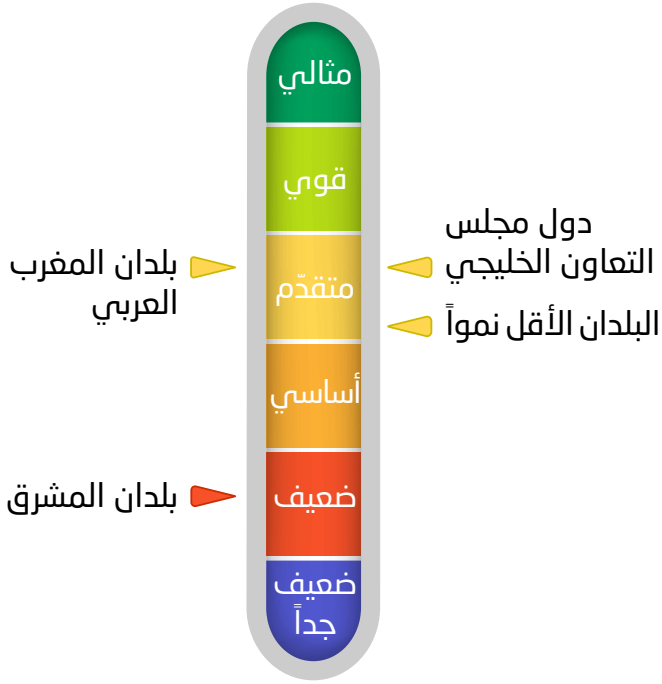 مثالي
قوي
دول مجلس
التعاون الخليجي
بلدان المغرب
العربي
متقدّم
البلدان الأقل نمواً
أساسي
ضعيف
بلدان المشرق
ضعيف
جداً